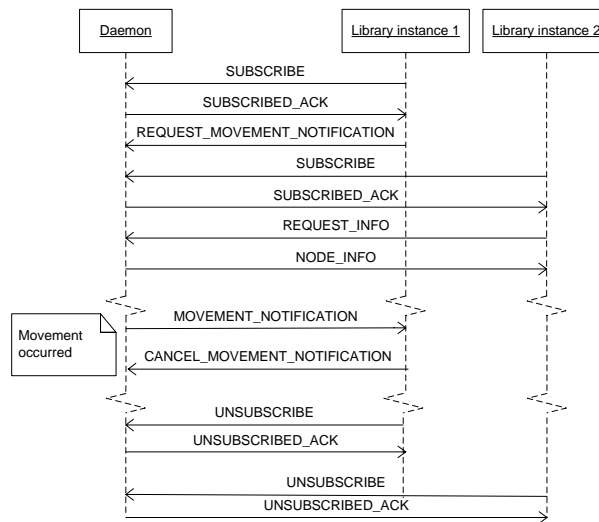 Daemon
Library instance 1
Library instance 2
SUBSCRIBE
SUBSCRIBED_ACK
REQUEST_MOVEMENT_NOTIFICATION
SUBSCRIBE
SUBSCRIBED_ACK
REQUEST_INFO
NODE_INFO
MOVEMENT_NOTIFICATION
Movement
occurred
CANCEL_MOVEMENT_NOTIFICATION
UNSUBSCRIBE
UNSUBSCRIBED_ACK
UNSUBSCRIBE
UNSUBSCRIBED_ACK